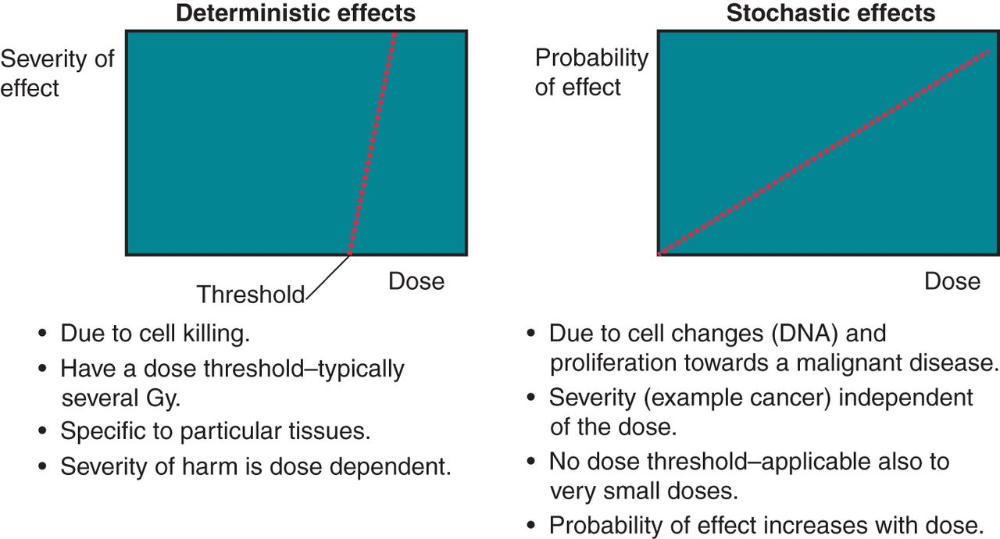 Deterministic effects
Severity of
effect
Threshold
Dose
• Due to cell killing.
• Have a dose threshold–typically
several Gy.
• Specific to particular tissues.
• Severity of harm is dose dependent.
Stochastic effects
Probability
of effect
Dose
• Due to cell changes (DNA) and
proliferation towards a malignant disease.
• Severity (example cancer) independent
of the dose.
• No dose threshold–applicable also to
very small doses.
• Probability of effect increases with dose.